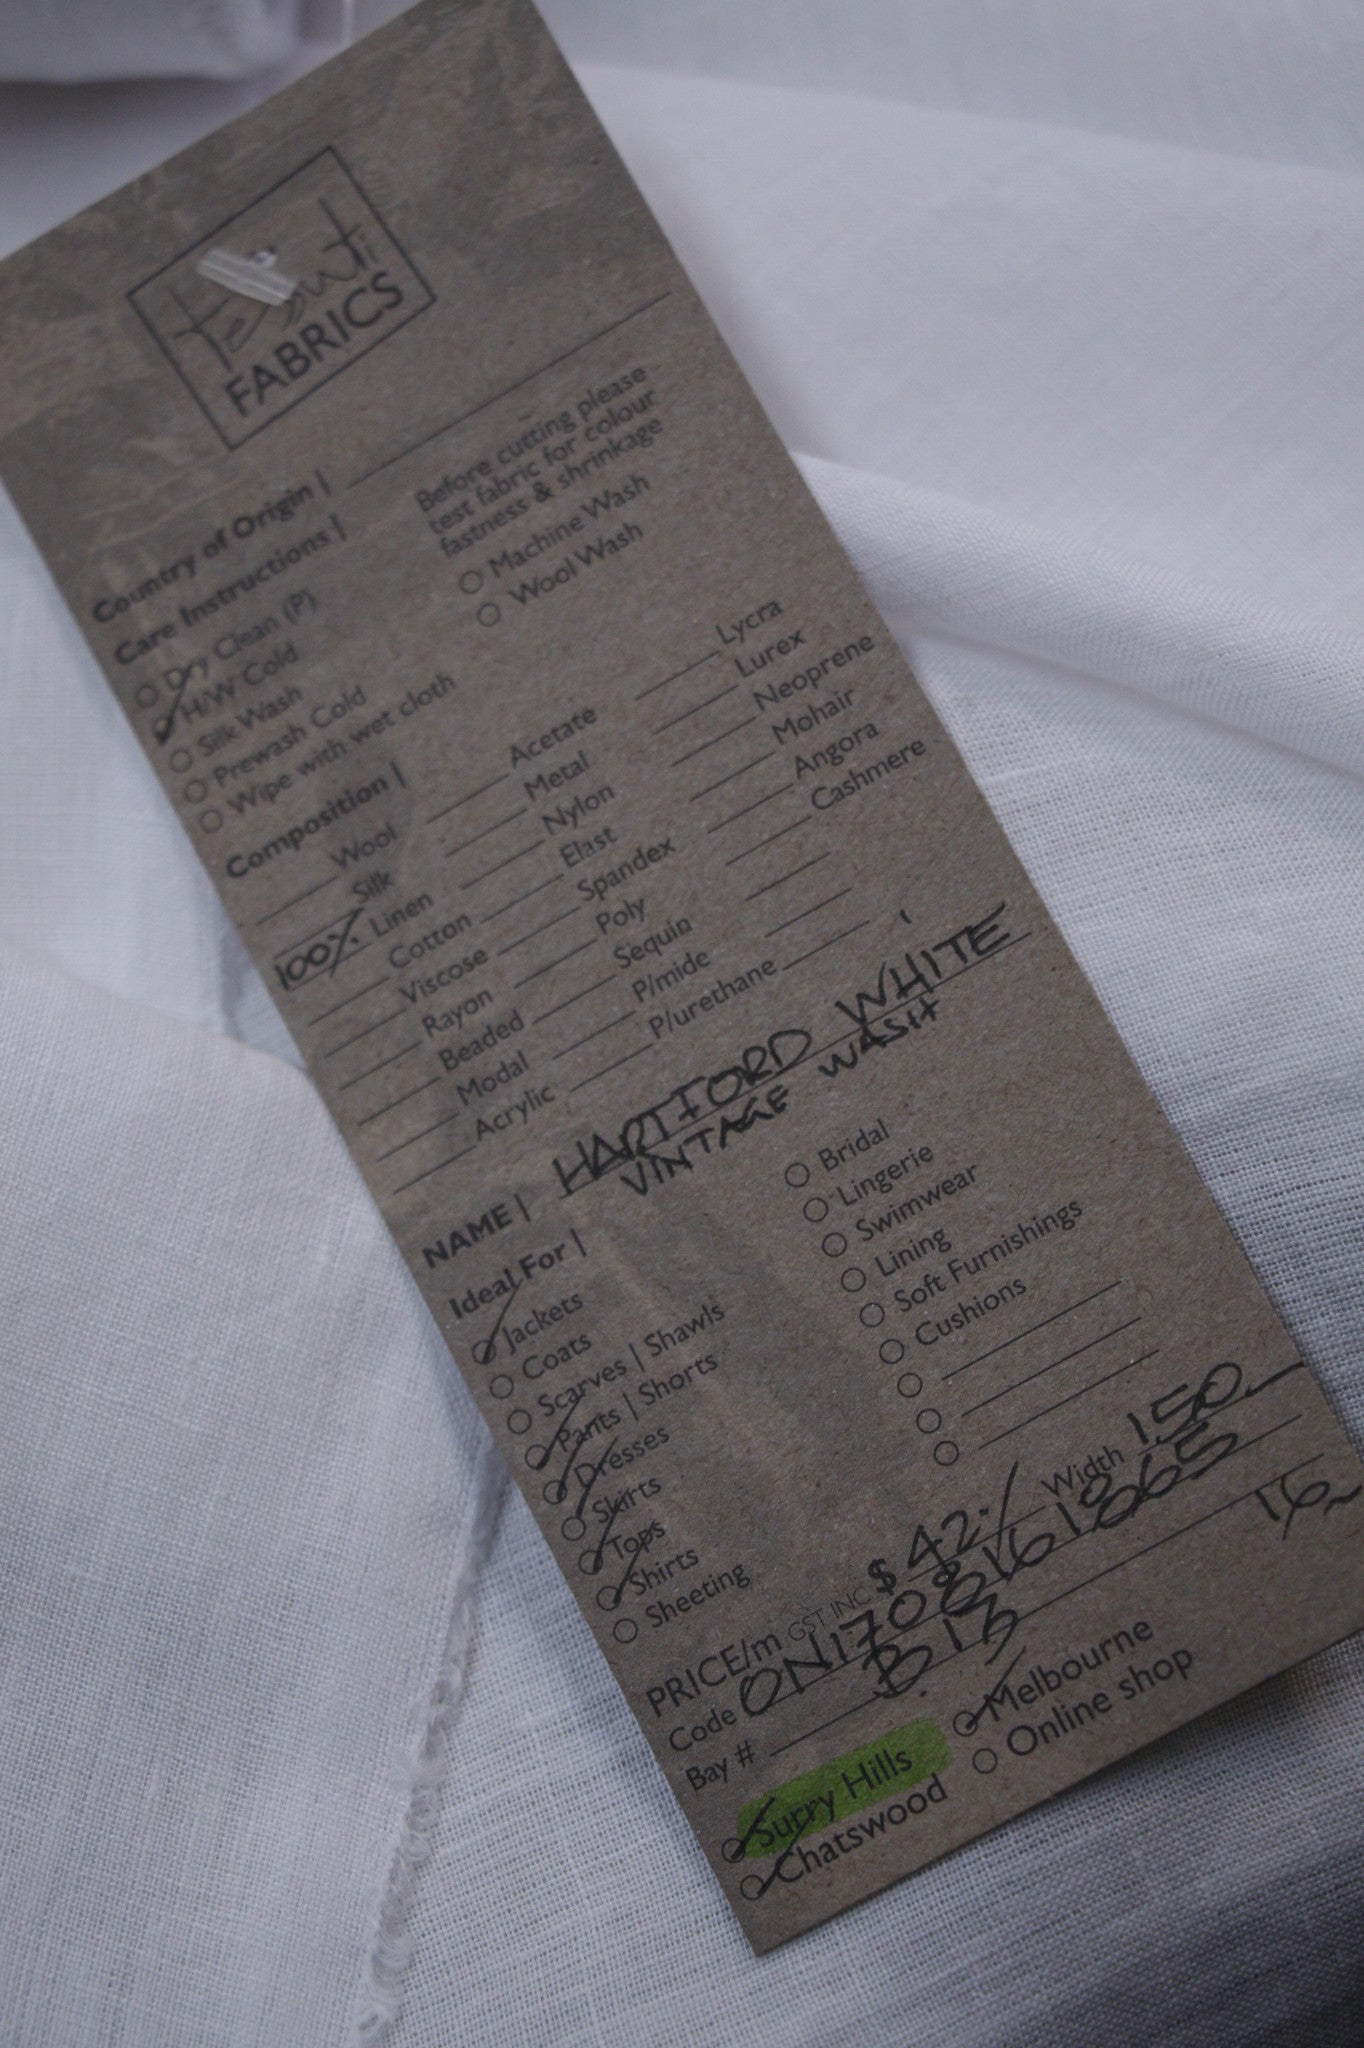 tessuti
FABRICS
Country of Origin |
Care Instructions |
Before cutting please
test fabric for colour
fastness & shrinkage
Dry Clean (P)
H/W Cold
Silk Wash
Prewash Cold
Wipe with wet cloth
Machine Wash
Wool Wash
Composition |
Wool
Silk
100% Linen
Cotton
Viscose
Rayon
Beaded
Modal
Acrylic
Acetate
Metal
Nylon
Elast
Spandex
Poly
Sequin
P/mide
P/urethane
Lycra
Lurex
Neoprene
Mohair
Angora
Cashmere
NAME | HARTFORD WHITE
VINTAGE WASH
Ideal For |
Jackets
Coats
Scarves | Shawls
Pants | Shorts
Dresses
Skirts
Tops
Shirts
Sheeting
Bridal
Lingerie
Swimwear
Lining
Soft Furnishings
Cushions
PRICE/m GST INC $ 42. Width 150
Code ON1708161865
Bay # B13 16
Surry Hills
Chatswood
Melbourne
Online shop